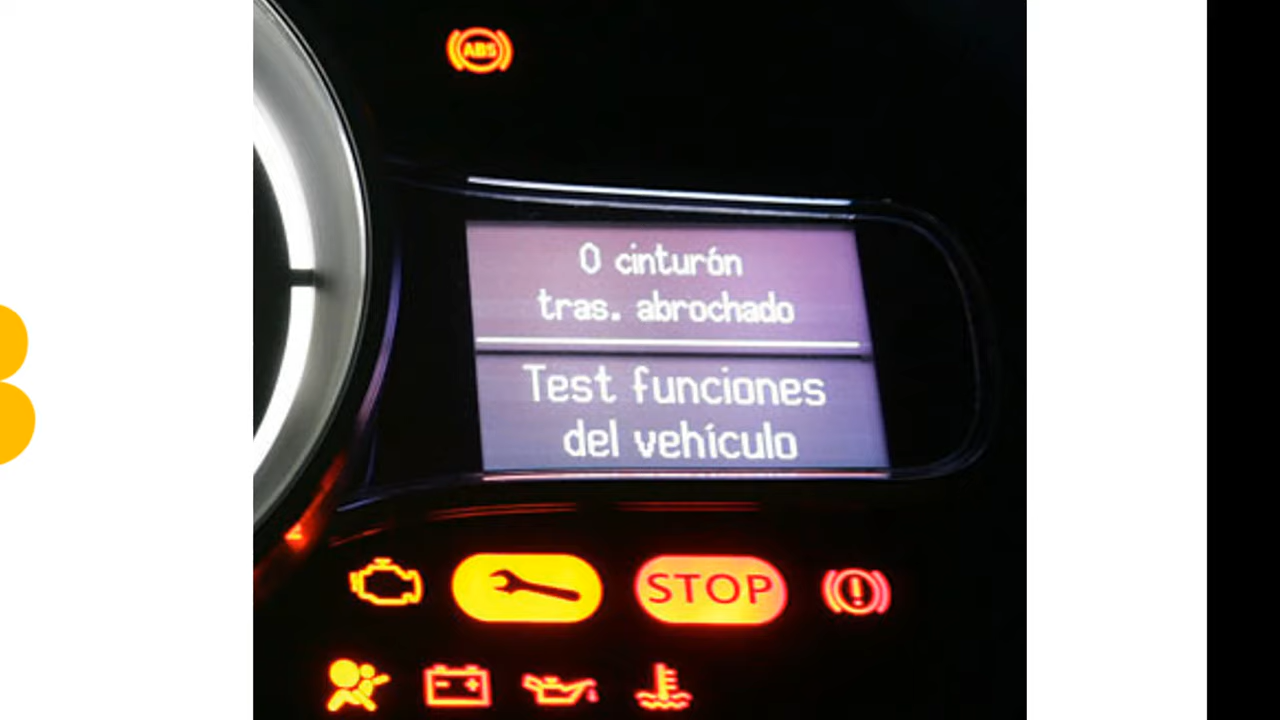 ABS
0 cinturón
tras. abrochado
Test funciones
del vehículo
STOP